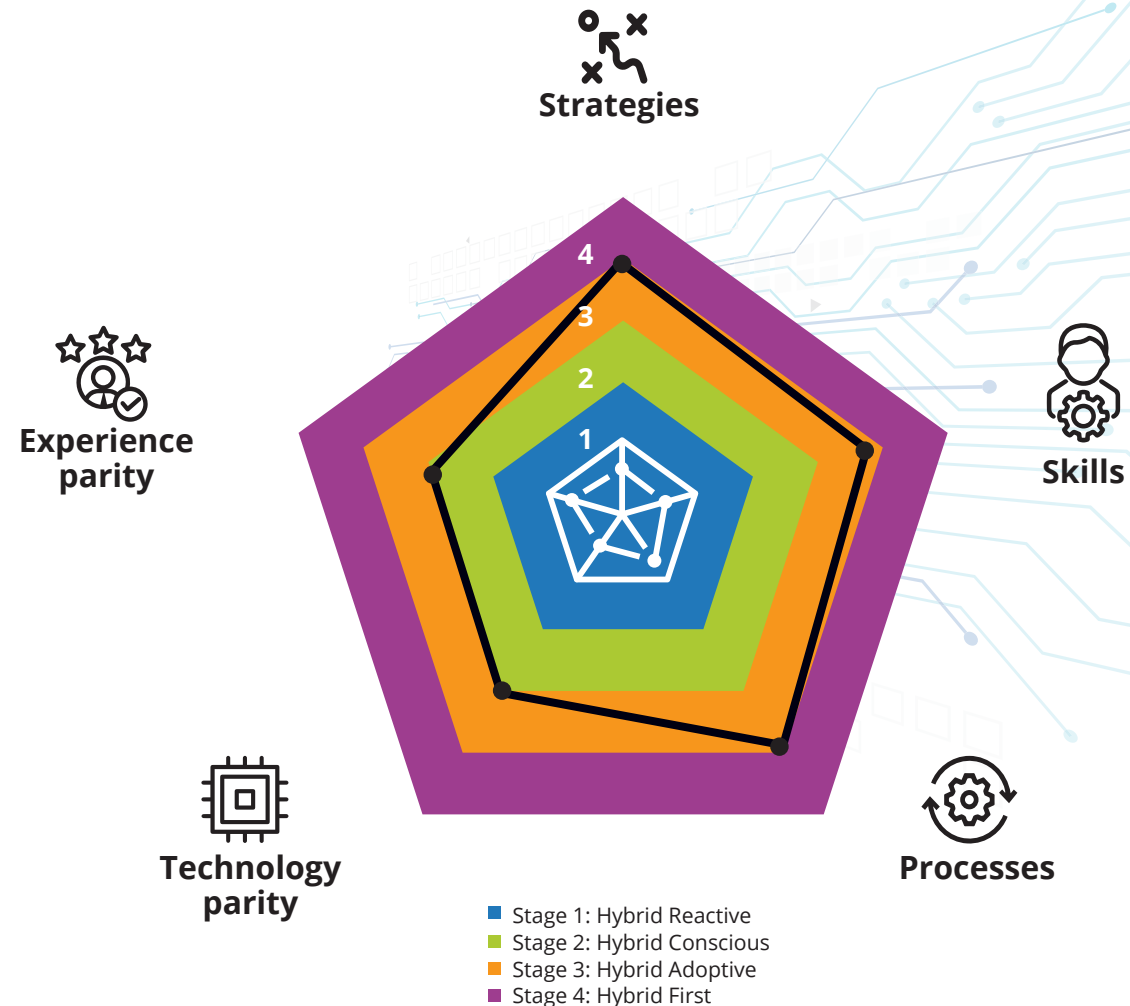 Strategies
4
3
2
1
Experience
parity
Skills
Technology
parity
Processes
Stage 1: Hybrid Reactive
Stage 2: Hybrid Conscious
Stage 3: Hybrid Adoptive
Stage 4: Hybrid First